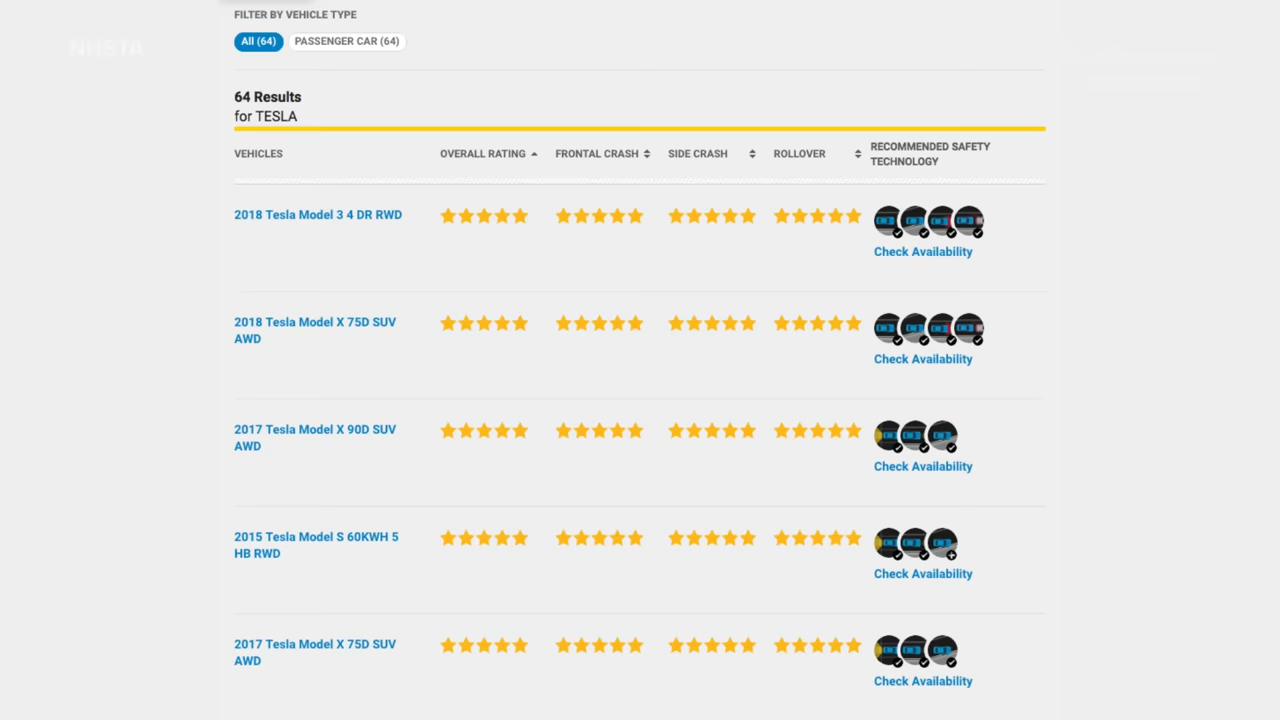 NHSTA
FILTER BY VEHICLE TYPE
All (64) PASSENGER CAR (64)
64 Results
for TESLA
VEHICLES OVERALL RATING FRONTAL CRASH SIDE CRASH ROLLOVER RECOMMENDED SAFETY
TECHNOLOGY
2018 Tesla Model 3 4 DR RWD
Check Availability
2018 Tesla Model X 75D SUV
AWD
Check Availability
2017 Tesla Model X 90D SUV
AWD
Check Availability
2015 Tesla Model S 60KWH 5
HB RWD
Check Availability
2017 Tesla Model X 75D SUV
AWD
Check Availability